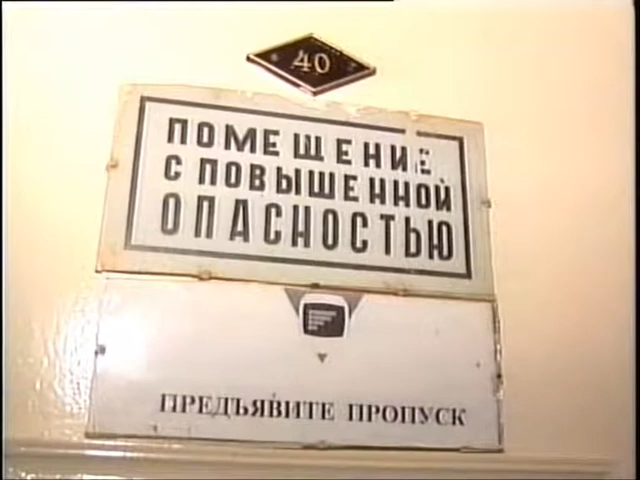 40
ПОМЕЩЕНИЕ
С ПОВЫШЕННОЙ
ОПАСНОСТЬЮ
ПРЕДЪЯВИТЕ ПРОПУСК